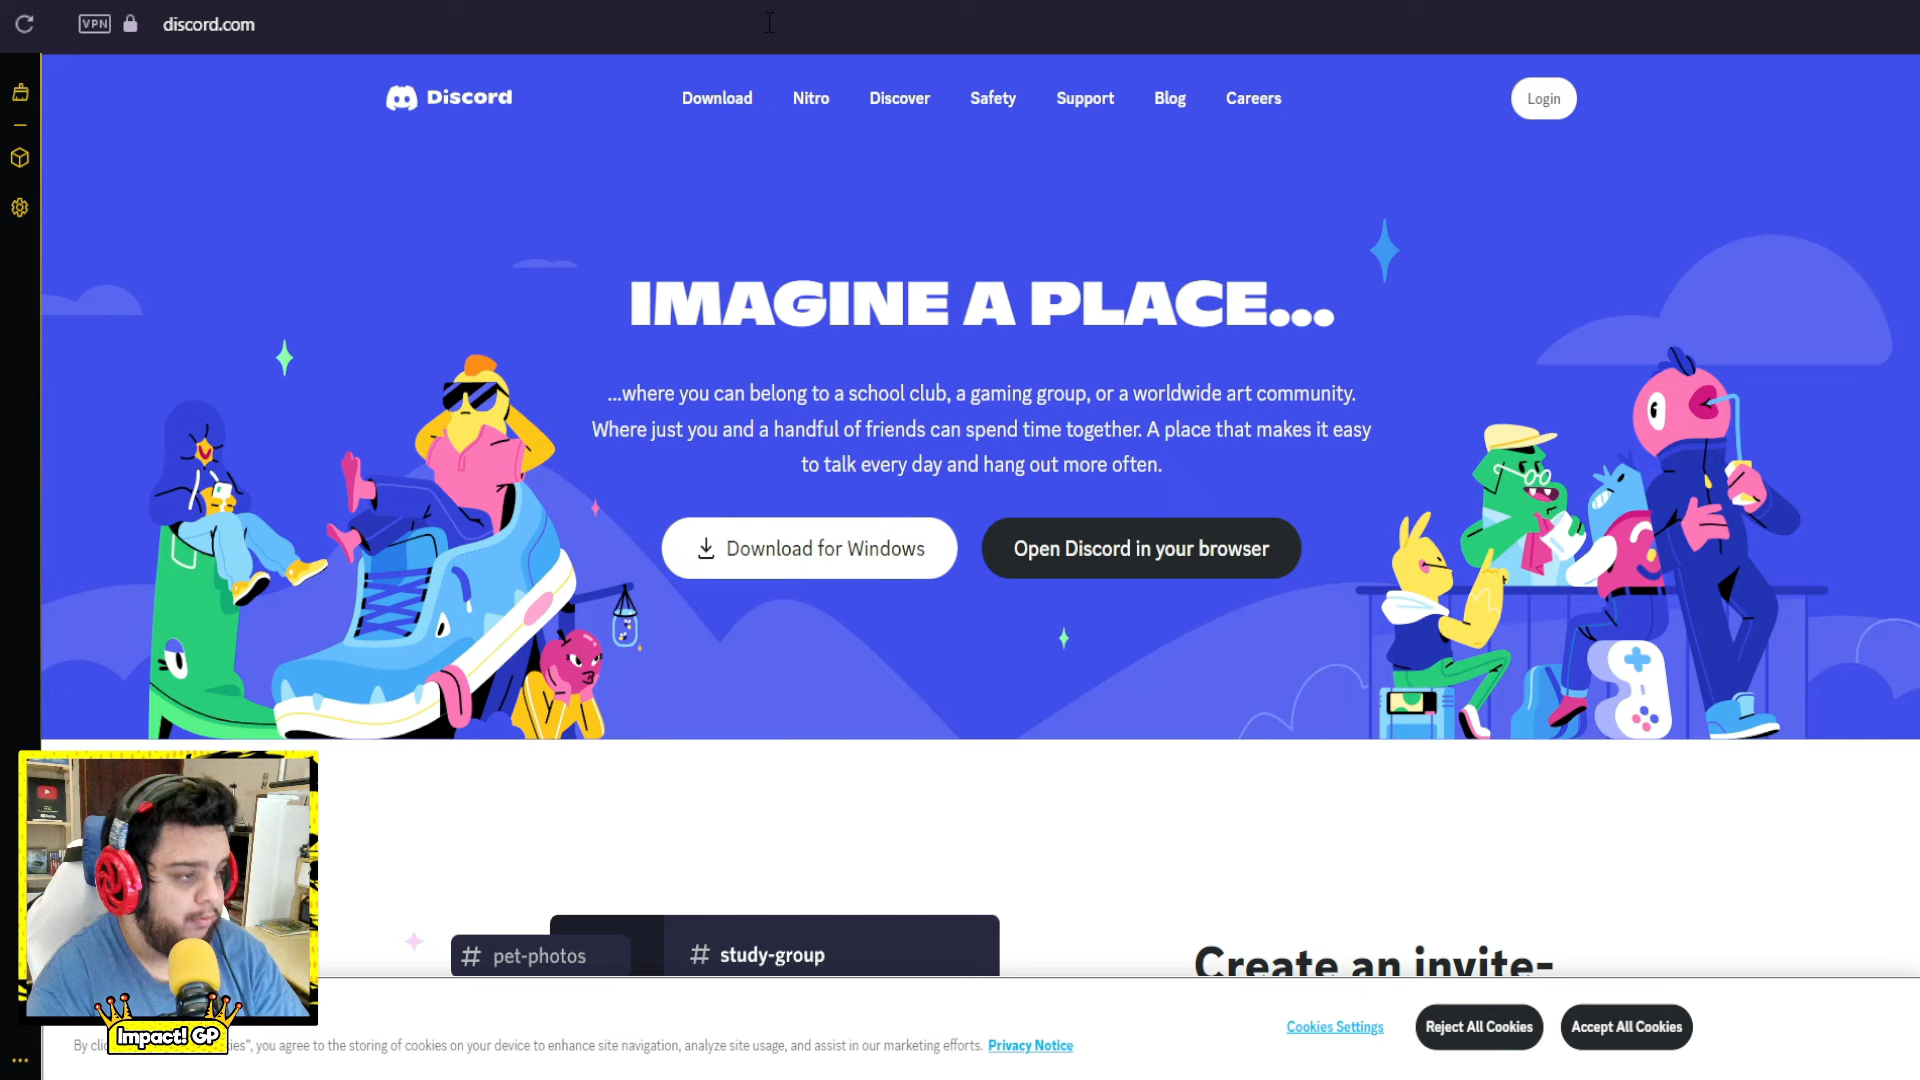 VPN discord.com
Discord
Download Nitro Discover Safety Support Blog Careers
Login
IMAGINE A PLACE...
...where you can belong to a school club, a gaming group, or a worldwide art community.
Where just you and a handful of friends can spend time together. A place that makes it easy
to talk every day and hang out more often.
Download for Windows
Open Discord in your browser
# pet-photos
# study-group
Create an invite-
Impact! GP
By cli
ies", you agree to the storing of cookies on your device to enhance site navigation, analyze site usage, and assist in our marketing efforts. Privacy Notice
Cookies Settings
Reject All Cookies
Accept All Cookies